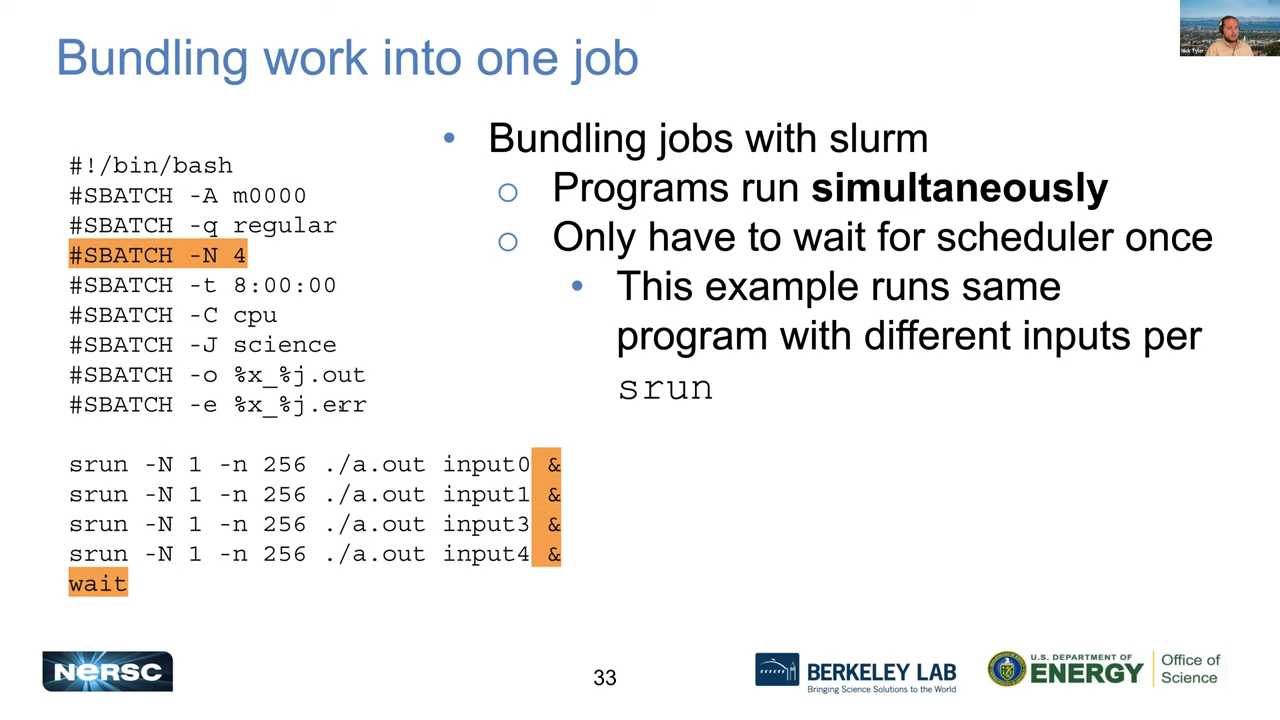 Bundling work into one job
Nick Tyler
#!/bin/bash
#SBATCH -A m0000
#SBATCH -q regular
#SBATCH -N 4
#SBATCH -t 8:00:00
#SBATCH -C cpu
#SBATCH -J science
#SBATCH -o %x_%j.out
#SBATCH -e %x_%j.err
srun -N 1 -n 256 ./a.out input0 &
srun -N 1 -n 256 ./a.out input1 &
srun -N 1 -n 256 ./a.out input3 &
srun -N 1 -n 256 ./a.out input4 &
wait
• Bundling jobs with slurm
○ Programs run simultaneously
○ Only have to wait for scheduler once
• This example runs same
program with different inputs per
srun
NERSC
33
BERKELEY LAB
Bringing Science Solutions to the World
U.S. DEPARTMENT OF
ENERGY
Office of
Science